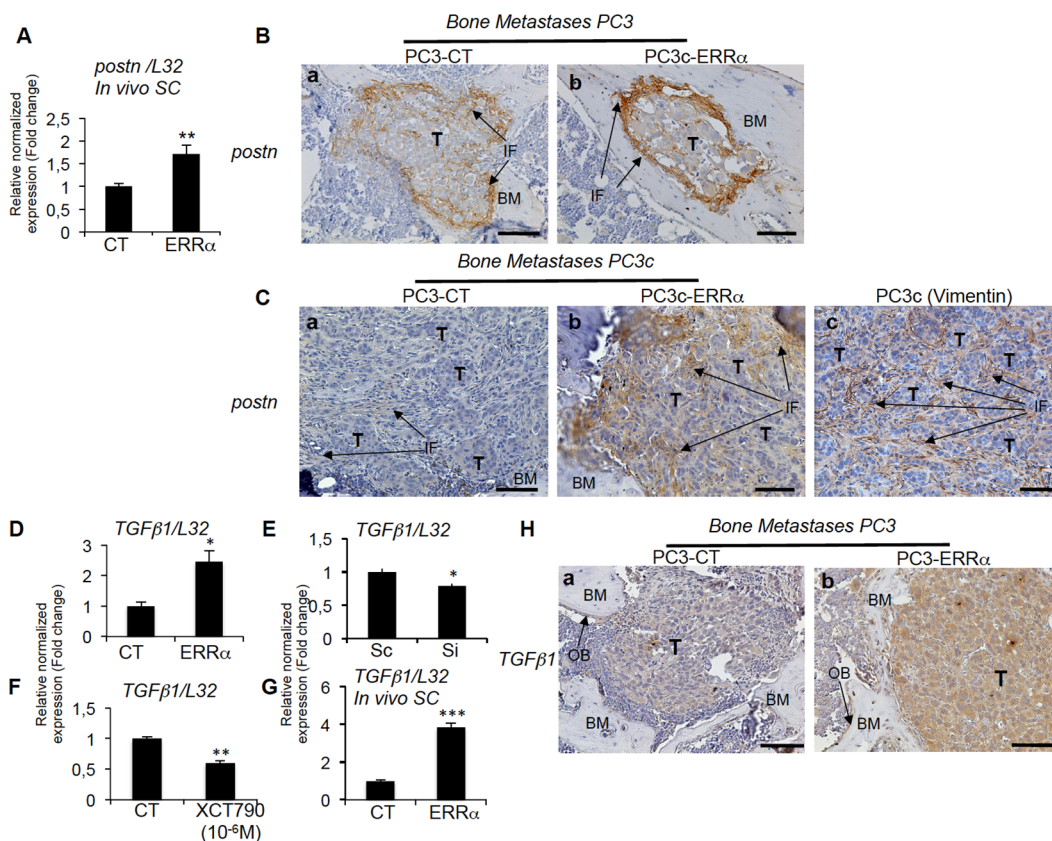 A
postn /L32
In vivo SC
Relative normalized
expression (Fold change)
2,5
2
1,5
1
0,5
0
**
CT
ERRα
B
Bone Metastases PC3
PC3-CT
PC3c-ERRα
postn
a
T
IF
BM
b
BM
T
IF
Bone Metastases PC3c
C
PC3-CT
PC3c-ERRα
PC3c (Vimentin)
postn
a
T
T
T
IF
T
BM
b
T
T
IF
T
BM
c
T
T
T
T
IF
T
D
TGFβ1/L32
Relative normalized
expression (Fold change)
3
2
1
0
*
CT
ERRα
E
TGFβ1/L32
Relative normalized
expression (Fold change)
1,5
1
0,5
0
*
Sc
Si
F
TGFβ1/L32
1,5
1
0,5
0
**
CT
XCT790
(10⁻⁶M)
G
TGFβ1/L32
In vivo SC
6
4
2
0
***
CT
ERRα
H
Bone Metastases PC3
PC3-CT
PC3-ERRα
TGFβ1
a
BM
T
OB
BM
BM
b
BM
T
OB
BM